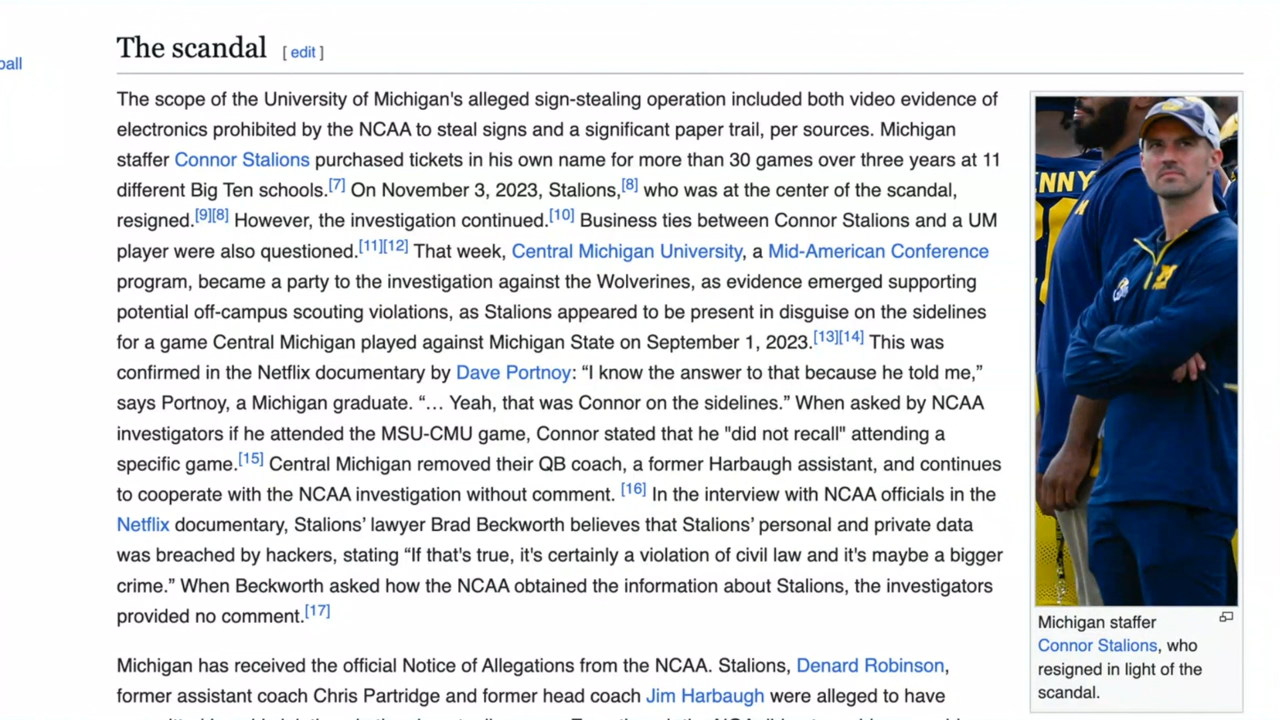 ball
The scandal [ edit ]
The scope of the University of Michigan's alleged sign-stealing operation included both video evidence of
electronics prohibited by the NCAA to steal signs and a significant paper trail, per sources. Michigan
staffer Connor Stalions purchased tickets in his own name for more than 30 games over three years at 11
different Big Ten schools.[7] On November 3, 2023, Stalions,[8] who was at the center of the scandal,
resigned.[9][8] However, the investigation continued.[10] Business ties between Connor Stalions and a UM
player were also questioned.[11][12] That week, Central Michigan University, a Mid-American Conference
program, became a party to the investigation against the Wolverines, as evidence emerged supporting
potential off-campus scouting violations, as Stalions appeared to be present in disguise on the sidelines
for a game Central Michigan played against Michigan State on September 1, 2023.[13][14] This was
confirmed in the Netflix documentary by Dave Portnoy: “I know the answer to that because he told me,”
says Portnoy, a Michigan graduate. “… Yeah, that was Connor on the sidelines.” When asked by NCAA
investigators if he attended the MSU-CMU game, Connor stated that he "did not recall" attending a
specific game.[15] Central Michigan removed their QB coach, a former Harbaugh assistant, and continues
to cooperate with the NCAA investigation without comment. [16] In the interview with NCAA officials in the
Netflix documentary, Stalions’ lawyer Brad Beckworth believes that Stalions’ personal and private data
was breached by hackers, stating “If that's true, it's certainly a violation of civil law and it's maybe a bigger
crime.” When Beckworth asked how the NCAA obtained the information about Stalions, the investigators
provided no comment.[17]
Michigan has received the official Notice of Allegations from the NCAA. Stalions, Denard Robinson,
former assistant coach Chris Partridge and former head coach Jim Harbaugh were alleged to have
ENNY
M
Michigan staffer
Connor Stalions, who
resigned in light of the
scandal.